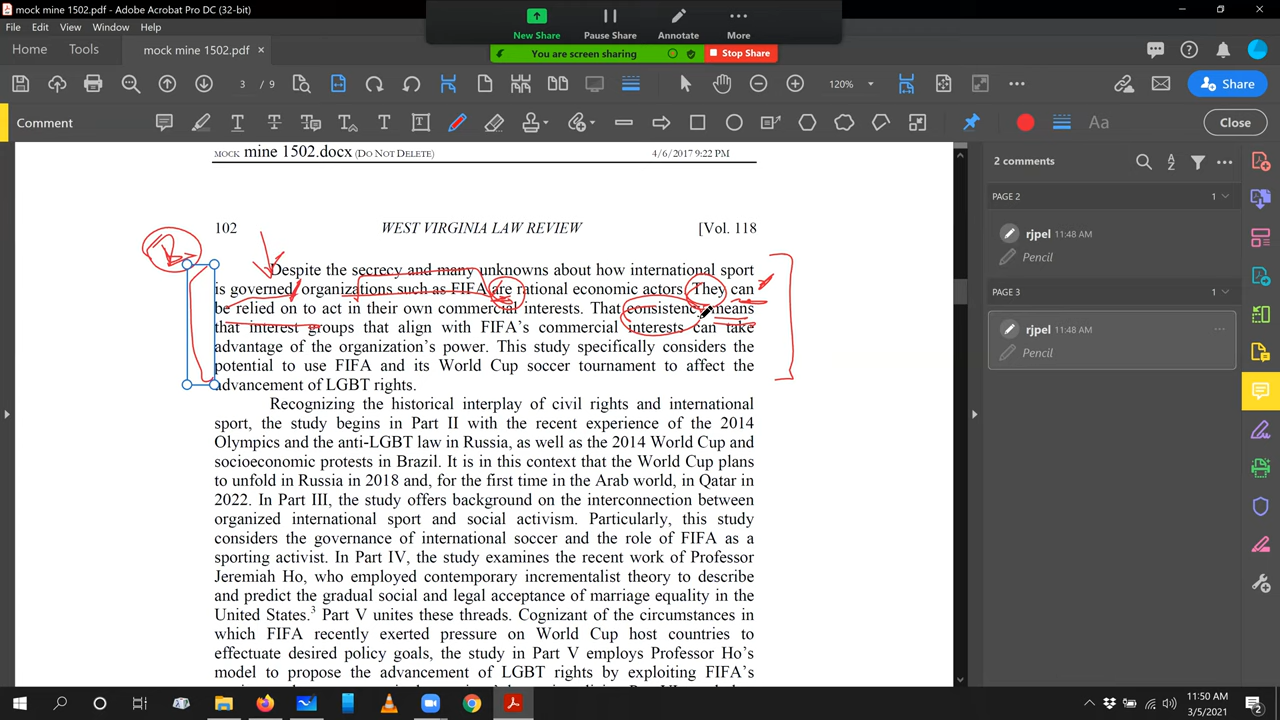 mock mine 1502.pdf - Adobe Acrobat Pro DC (32-bit)
File Edit View Window Help
New Share Pause Share Annotate More
You are screen sharing Stop Share
Home Tools mock mine 1502.pdf ×
3 / 9 120% Share
Comment Aa Close
MOCK mine 1502.docx (DO NOT DELETE) 4/6/2017 9:22 PM
102 WEST VIRGINIA LAW REVIEW [Vol. 118
Despite the secrecy and many unknowns about how international sport
is governed, organizations such as FIFA are rational economic actors. They can
be relied on to act in their own commercial interests. That consistency means
that interest groups that align with FIFA's commercial interests can take
advantage of the organization's power. This study specifically considers the
potential to use FIFA and its World Cup soccer tournament to affect the
advancement of LGBT rights.
Recognizing the historical interplay of civil rights and international
sport, the study begins in Part II with the recent experience of the 2014
Olympics and the anti-LGBT law in Russia, as well as the 2014 World Cup and
socioeconomic protests in Brazil. It is in this context that the World Cup plans
to unfold in Russia in 2018 and, for the first time in the Arab world, in Qatar in
2022. In Part III, the study offers background on the interconnection between
organized international sport and social activism. Particularly, this study
considers the governance of international soccer and the role of FIFA as a
sporting activist. In Part IV, the study examines the recent work of Professor
Jeremiah Ho, who employed contemporary incrementalist theory to describe
and predict the gradual social and legal acceptance of marriage equality in the
United States.3 Part V unites these threads. Cognizant of the circumstances in
which FIFA recently exerted pressure on World Cup host countries to
effectuate desired policy goals, the study in Part V employs Professor Ho's
model to propose the advancement of LGBT rights by exploiting FIFA's
2 comments
PAGE 2 1
rjpel 11:48 AM
Pencil
PAGE 3 1
rjpel 11:48 AM
Pencil
11:50 AM
3/5/2021
2